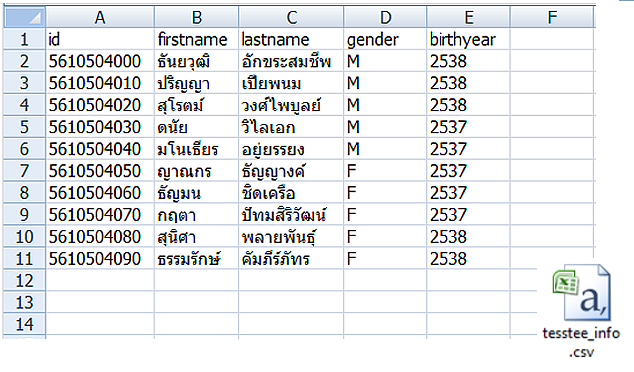 A B C D E F
1 id firstname lastname gender birthyear
2 5610504000 ธันยวุฒิ อักขระสมชีพ M 2538
3 5610504010 ปริญญา เปียพนม M 2538
4 5610504020 สุโรตม์ วงศ์ไพบูลย์ M 2538
5 5610504030 ดนัย วิไลเอก M 2537
6 5610504040 มโนเธียร อยู่ยรรยง M 2537
7 5610504050 ญาณกร ธัญญางค์ F 2537
8 5610504060 ธัญมน ชิดเครือ F 2537
9 5610504070 กฤตา ปัทมสิริวัฒน์ F 2537
10 5610504080 สุนิศา พลายพันธุ์ F 2538
11 5610504090 ธรรมรักษ์ คัมภีร์ภัทร F 2538
12
13
14
a,
tesstee_info
.csv